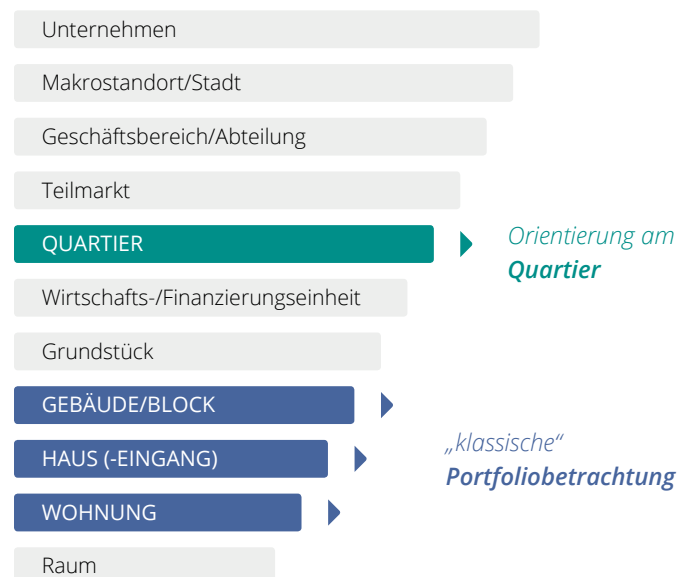 Unternehmen
Makrostandort/Stadt
Geschäftsbereich/Abteilung
Teilmarkt
QUARTIER
Orientierung am
Quartier
Wirtschafts-/Finanzierungseinheit
Grundstück
GEBÄUDE/BLOCK
HAUS (-EINGANG)
„klassische“
Portfoliobetrachtung
WOHNUNG
Raum